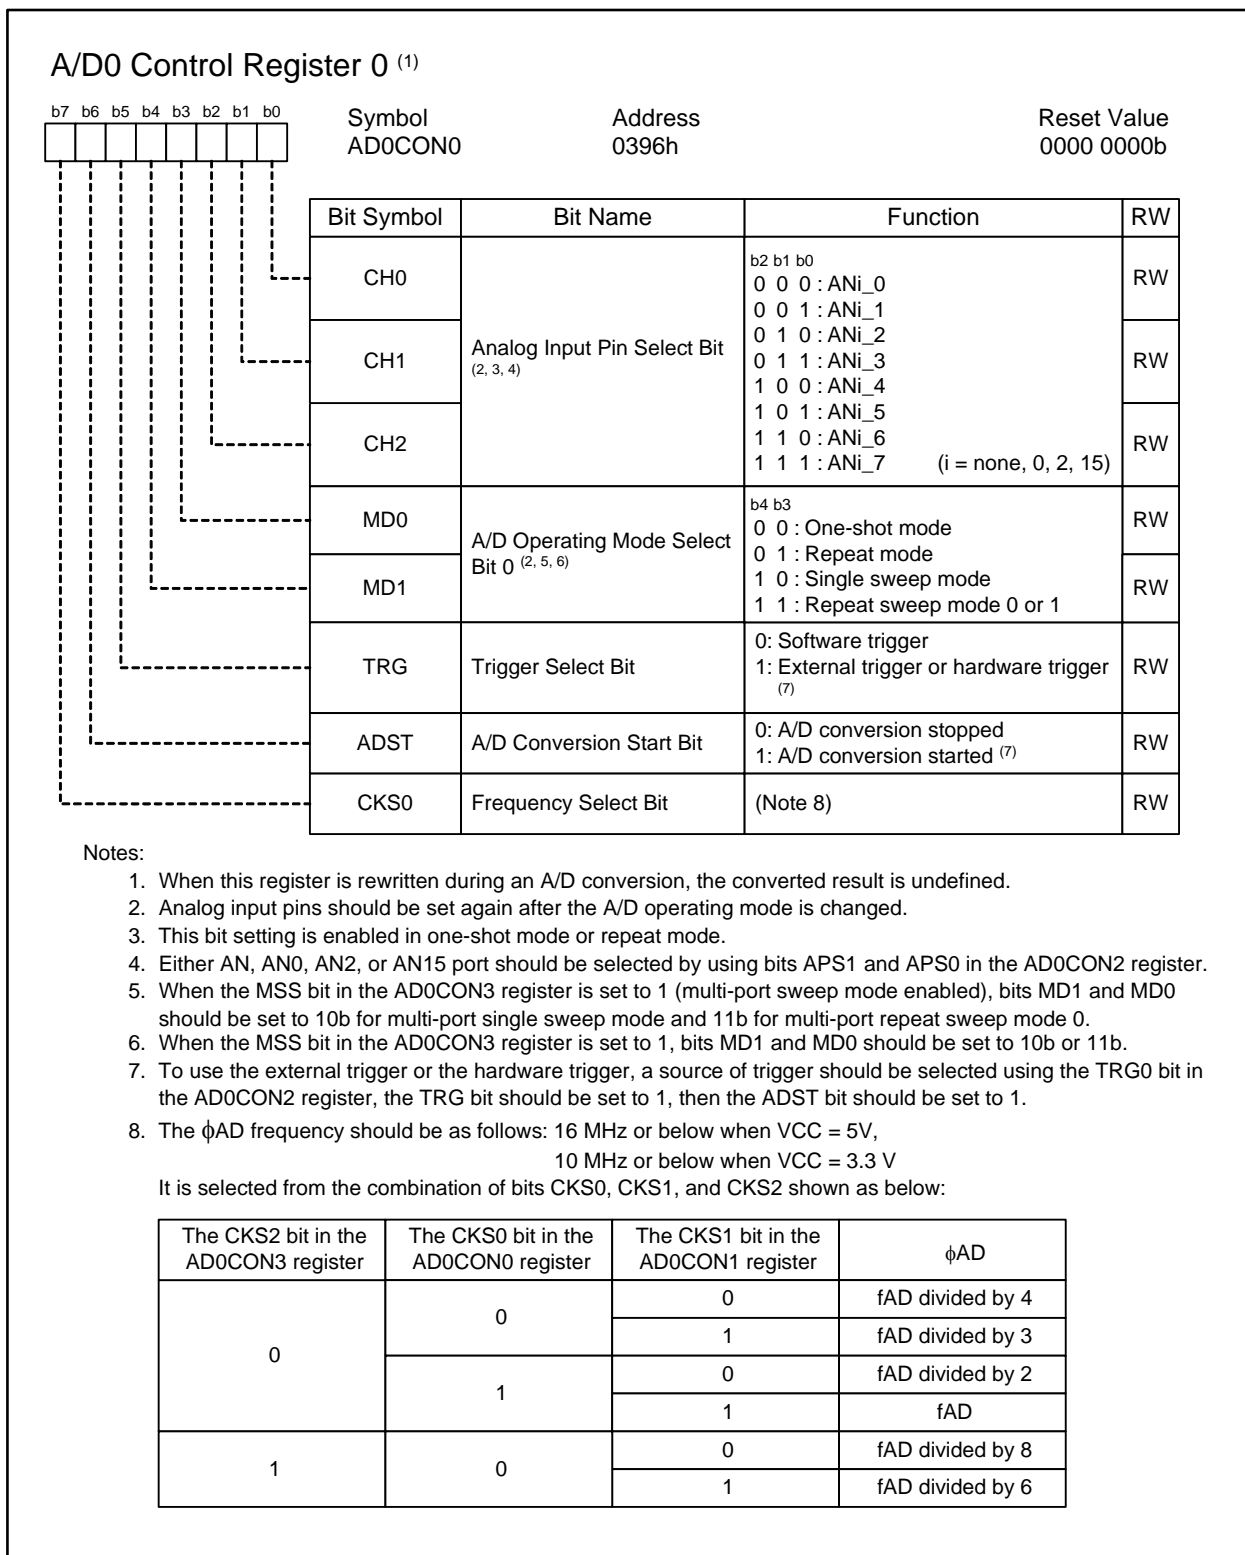 A/D0 Control Register 0 (1)
b7 b6 b5 b4 b3 b2 b1 b0
Symbol Address Reset Value
AD0CON0 0396h 0000 0000b
Bit Symbol Bit Name Function RW
CH0 RW
CH1 Analog Input Pin Select Bit (2, 3, 4) RW
CH2 RW
b2 b1 b0
0 0 0 : ANi_0
0 0 1 : ANi_1
0 1 0 : ANi_2
0 1 1 : ANi_3
1 0 0 : ANi_4
1 0 1 : ANi_5
1 1 0 : ANi_6
1 1 1 : ANi_7 (i = none, 0, 2, 15)
MD0 RW
A/D Operating Mode Select
Bit 0 (2, 5, 6)
MD1 RW
b4 b3
0 0 : One-shot mode
0 1 : Repeat mode
1 0 : Single sweep mode
1 1 : Repeat sweep mode 0 or 1
TRG Trigger Select Bit RW
0: Software trigger
1: External trigger or hardware trigger
(7)
ADST A/D Conversion Start Bit RW
0: A/D conversion stopped
1: A/D conversion started (7)
CKS0 Frequency Select Bit (Note 8) RW
Notes:
1. When this register is rewritten during an A/D conversion, the converted result is undefined.
2. Analog input pins should be set again after the A/D operating mode is changed.
3. This bit setting is enabled in one-shot mode or repeat mode.
4. Either AN, AN0, AN2, or AN15 port should be selected by using bits APS1 and APS0 in the AD0CON2 register.
5. When the MSS bit in the AD0CON3 register is set to 1 (multi-port sweep mode enabled), bits MD1 and MD0
should be set to 10b for multi-port single sweep mode and 11b for multi-port repeat sweep mode 0.
6. When the MSS bit in the AD0CON3 register is set to 1, bits MD1 and MD0 should be set to 10b or 11b.
7. To use the external trigger or the hardware trigger, a source of trigger should be selected using the TRG0 bit in
the AD0CON2 register, the TRG bit should be set to 1, then the ADST bit should be set to 1.
8. The ϕAD frequency should be as follows: 16 MHz or below when VCC = 5V,
10 MHz or below when VCC = 3.3 V
It is selected from the combination of bits CKS0, CKS1, and CKS2 shown as below:
The CKS2 bit in the The CKS0 bit in the The CKS1 bit in the ϕAD
AD0CON3 register AD0CON0 register AD0CON1 register
0 0 0 fAD divided by 4
1 fAD divided by 3
1 0 fAD divided by 2
1 fAD
1 0 0 fAD divided by 8
1 fAD divided by 6